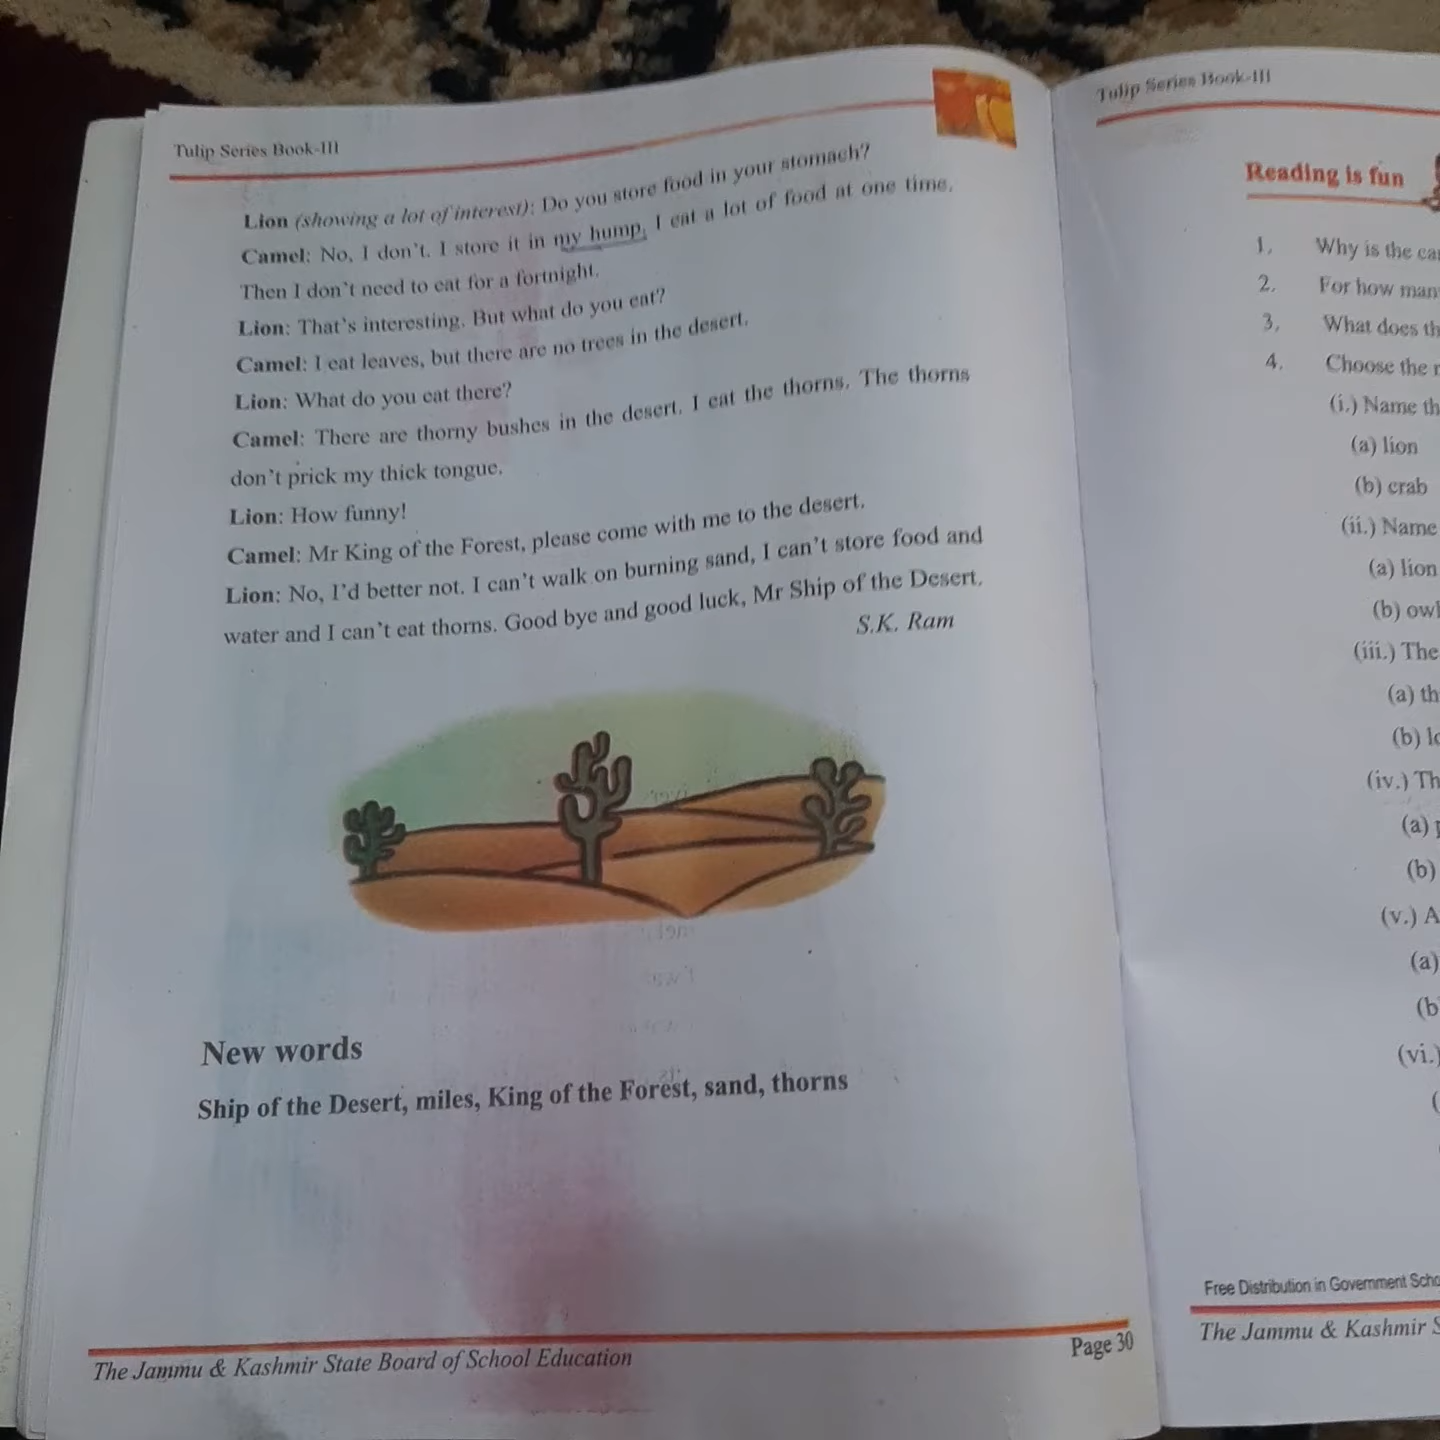 Tulip Series Book-III
Lion (showing a lot of interest): Do you store food in your stomach?
Camel: No, I don't. I store it in my hump. I eat a lot of food at one time.
Then I don't need to eat for a fortnight.
Lion: That's interesting. But what do you eat?
Camel: I eat leaves, but there are no trees in the desert.
Lion: What do you eat there?
Camel: There are thorny bushes in the desert. I eat the thorns. The thorns
don't prick my thick tongue.
Lion: How funny!
Camel: Mr King of the Forest, please come with me to the desert.
Lion: No, I'd better not. I can't walk on burning sand, I can't store food and
water and I can't eat thorns. Good bye and good luck, Mr Ship of the Desert.
S.K. Ram
New words
Ship of the Desert, miles, King of the Forest, sand, thorns
The Jammu & Kashmir State Board of School Education
Page 30
Tulip Series Book-III
Reading is fun
1. Why is the
2. For how
3. What does
4. Choose the
(i.) Name
(a) lion
(b) crab
(ii.) Name
(a) lion
(b)
(iii.) The
(a)
(b)
(iv.)
(a)
(b)
(v.) A
(a)
(b
(vi.)
(
Free Distribution in Government
The Jammu & Kashmir